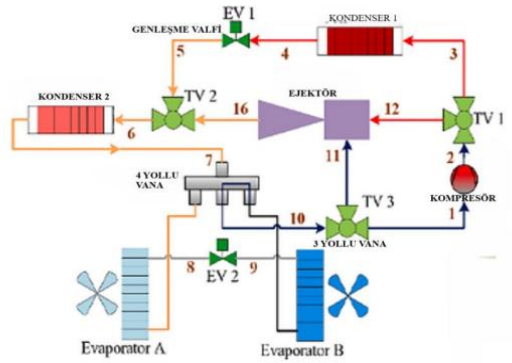 EV 1
KONDENSER 1
GENLEŞME VALFİ
5
4
3
KONDENSER 2
TV 2
EJEKTÖR
16
12
TV 1
6
11
2
7
4 YOLLU
VANA
TV 3
KOMPRESÖR
10
1
3 YOLLU VANA
8
EV 2
9
Evaporator A
Evaporator B